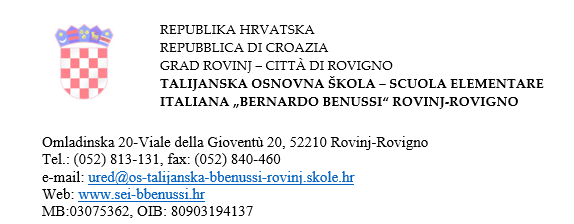 REPUBLIKA HRVATSKA
REPUBBLICA DI CROAZIA
GRAD ROVINJ – CITTÀ DI ROVIGNO
TALIJANSKA OSNOVNA ŠKOLA – SCUOLA ELEMENTARE
ITALIANA „BERNARDO BENUSSI“ ROVINJ-ROVIGNO
Omladinska 20-Viale della Gioventù 20, 52210 Rovinj-Rovigno
Tel.: (052) 813-131, fax: (052) 840-460
e-mail: ured@os-talijanska-bbenussi-rovinj.skole.hr
Web: www.sei-bbenussi.hr
MB:03075362, OIB: 80903194137